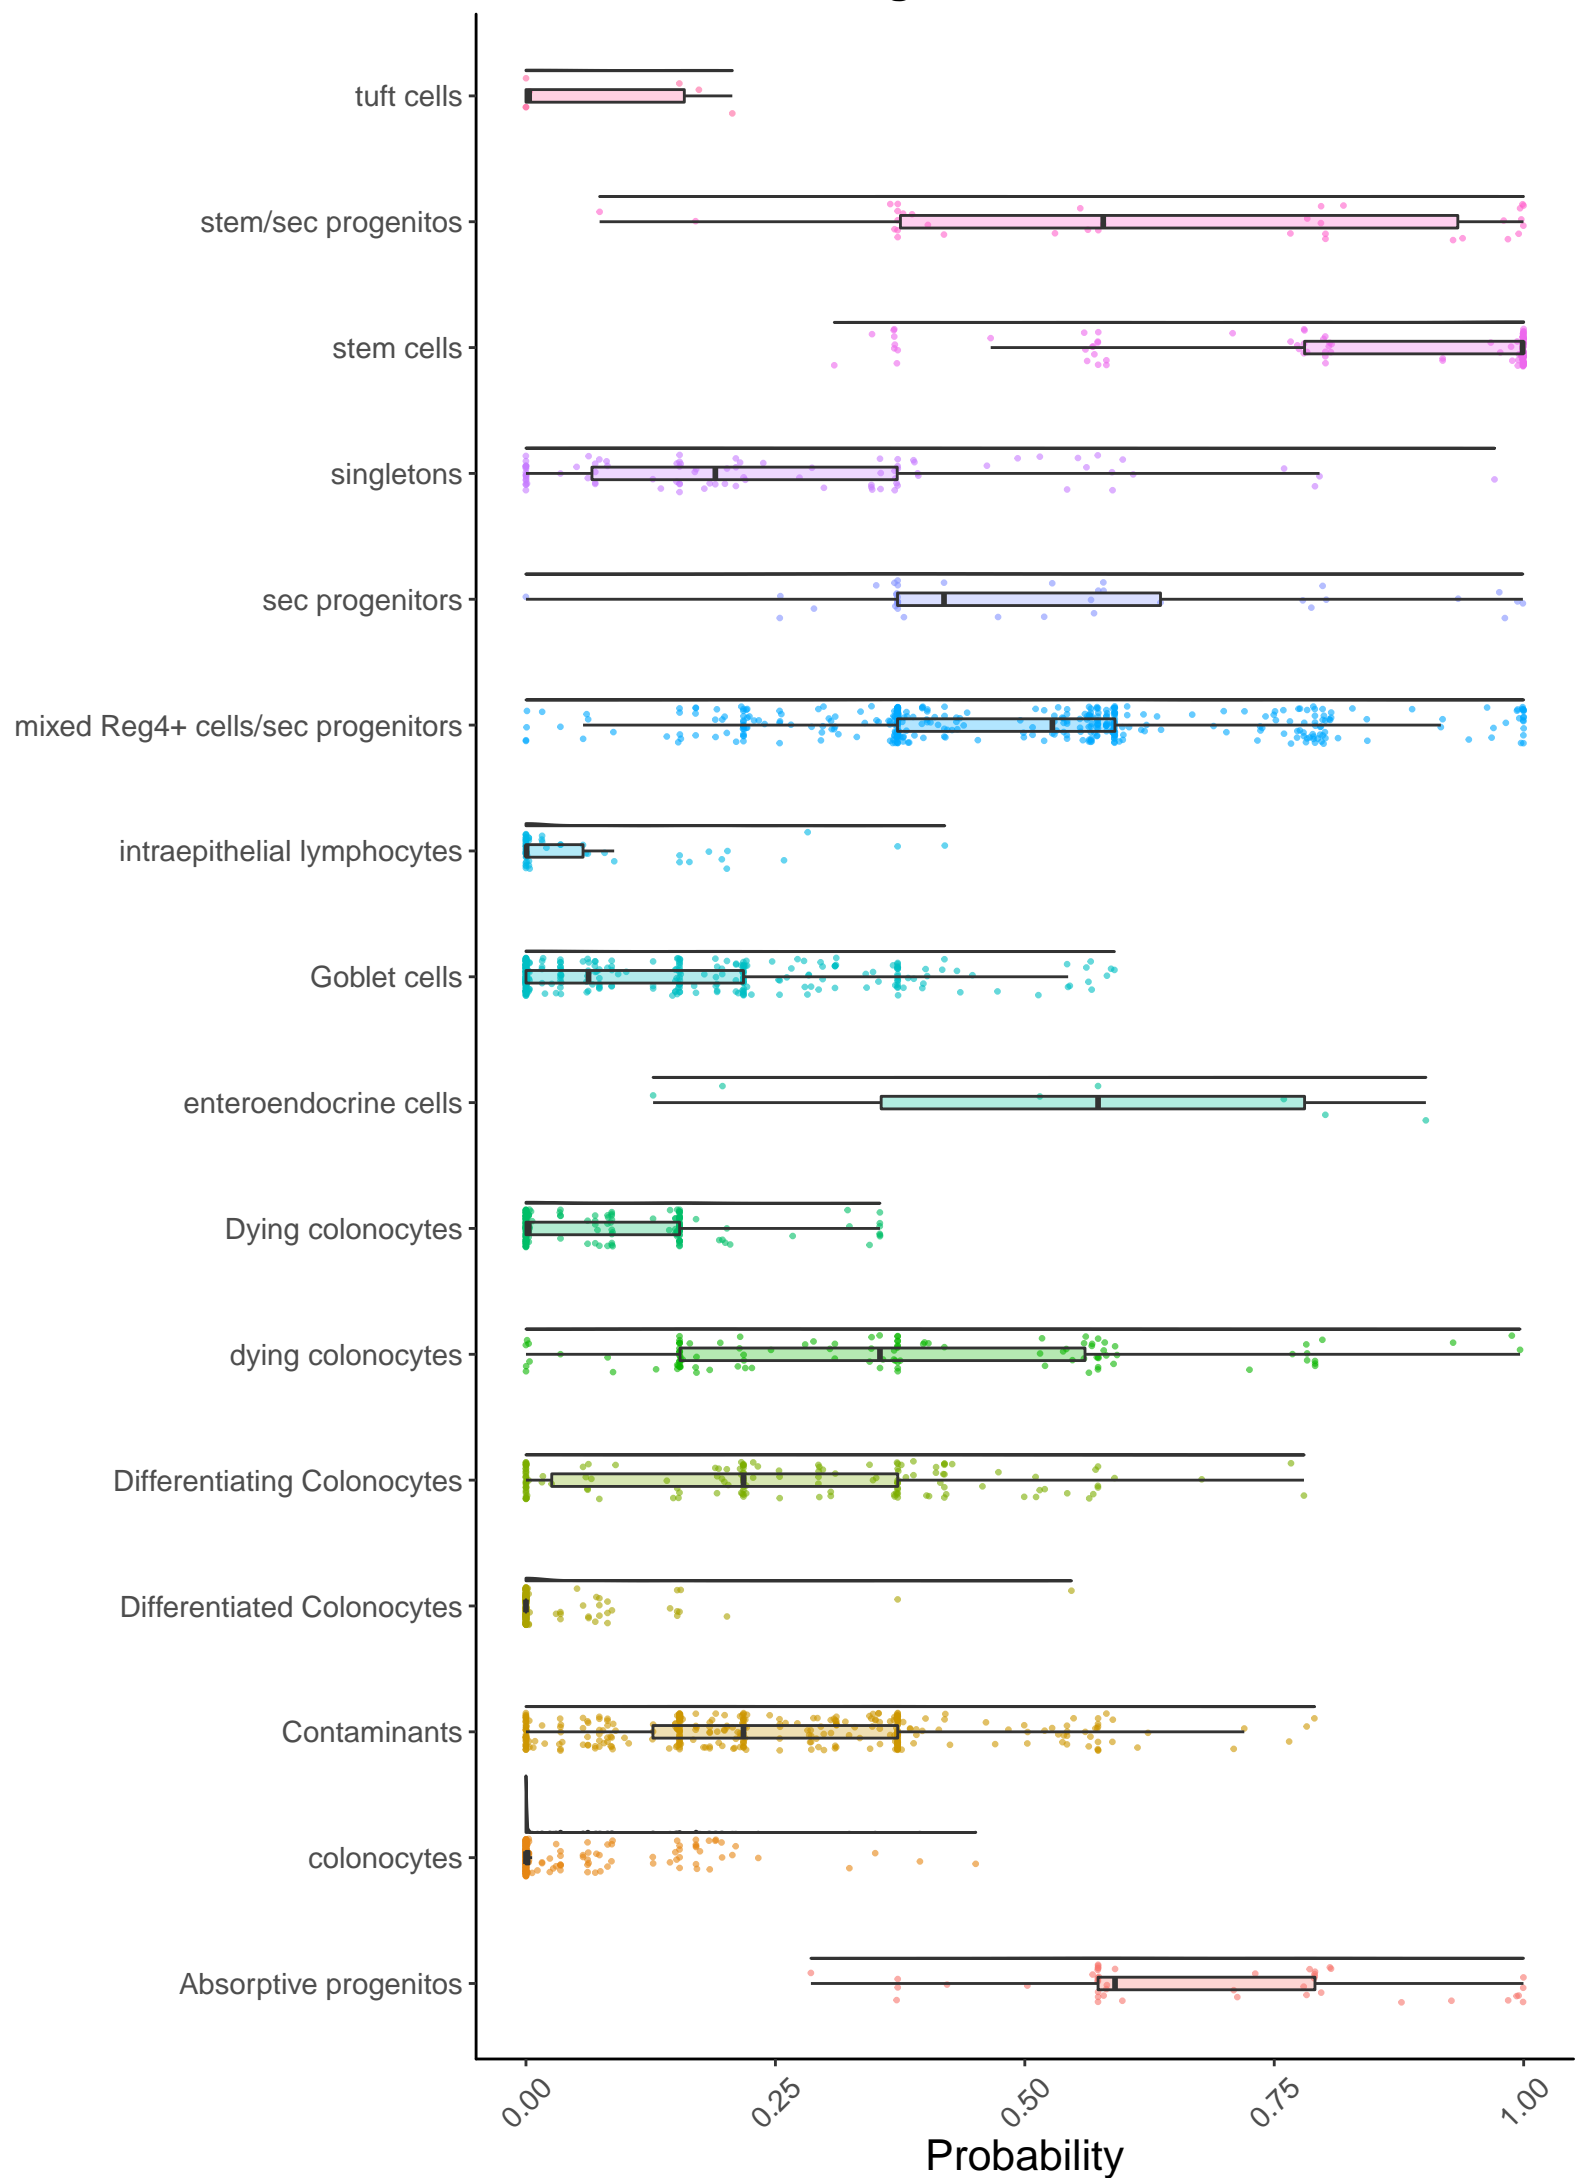 tuft cells
stem/sec progenitos
stem cells
singletons
sec progenitors
mixed Reg4+ cells/sec progenitors
intraepithelial lymphocytes
Goblet cells
enteroendocrine cells
Dying colonocytes
dying colonocytes
Differentiating Colonocytes
Differentiated Colonocytes
Contaminants
colonocytes
Absorptive progenitos
0.00 0.25 0.50 0.75 1.00
Probability